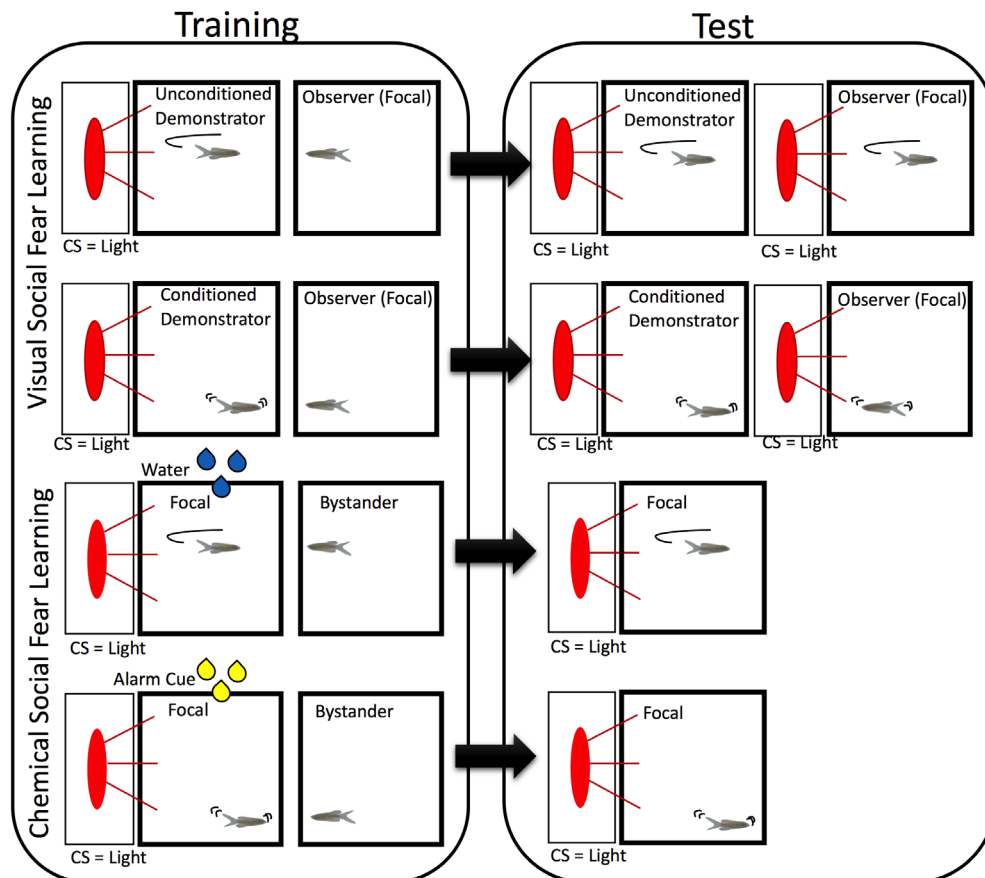 Training
Test
Visual Social Fear Learning
Unconditioned
Demonstrator
Observer (Focal)
CS = Light
Unconditioned
Demonstrator
Observer (Focal)
CS = Light
CS = Light
Conditioned
Demonstrator
Observer (Focal)
CS = Light
Conditioned
Demonstrator
Observer (Focal)
CS = Light
CS = Light
Chemical Social Fear Learning
Water
Focal
Bystander
CS = Light
Focal
CS = Light
Alarm Cue
Focal
Bystander
CS = Light
Focal
CS = Light